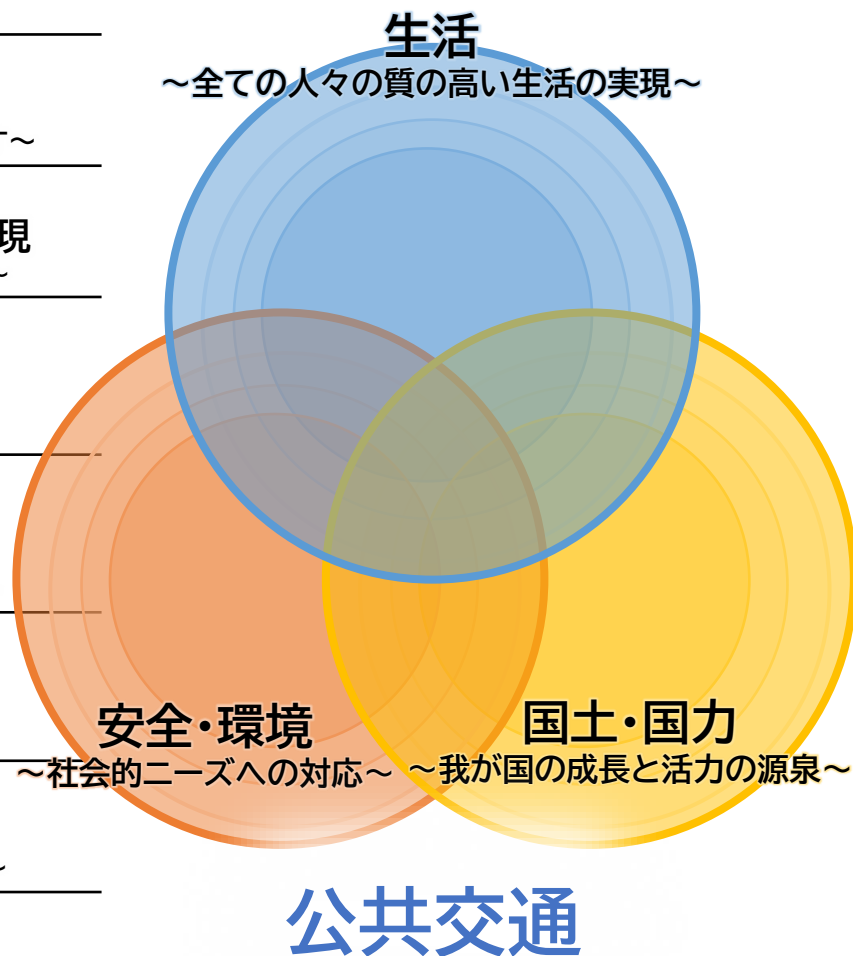 生活
～全ての人々の質の高い生活の実現～
す～
現
～
安全・環境
～社会的ニーズへの対応～
国土・国力
～我が国の成長と活力の源泉～
～
公共交通